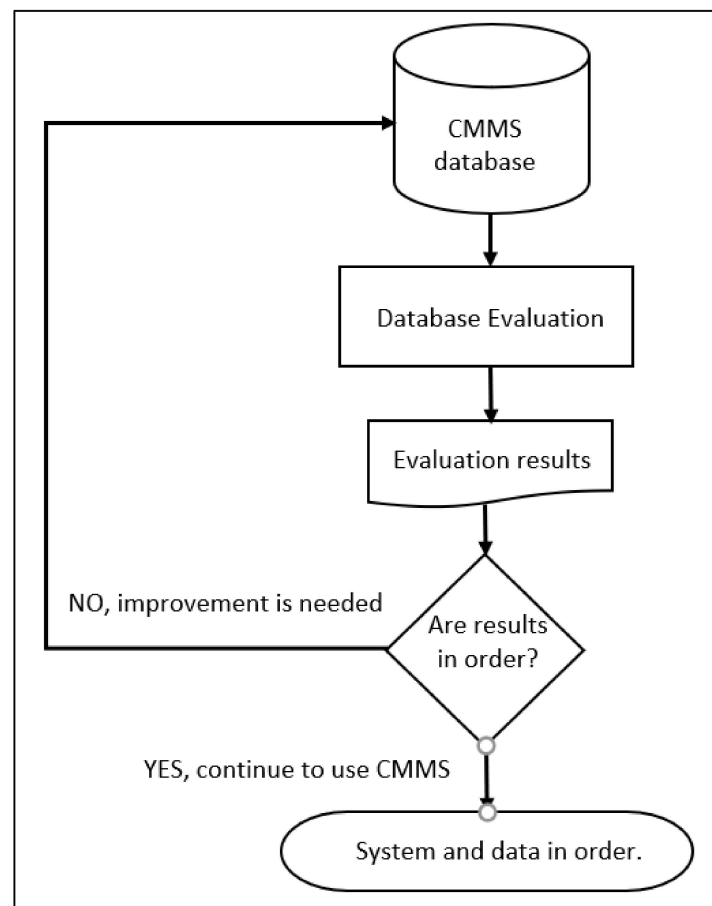 CMMS
database
Database Evaluation
Evaluation results
NO, improvement is needed
Are results
in order?
YES, continue to use CMMS
System and data in order.